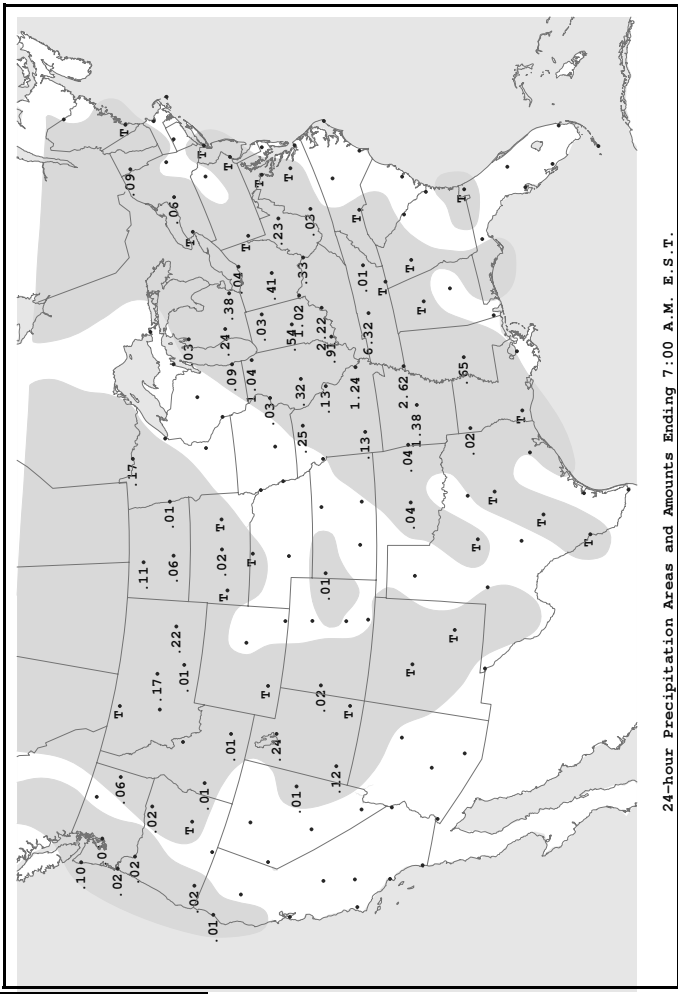 .10
.02
.06
T
T
.02
.11
.17
.09
.02
.17
.01
.06
.22
.01
.06
.03
T
T
.02
.01
T
.01
.02
T
T
.24
T
.38
.01
.09
.04
T
T
1.04
T
.03
T
.03
.41
.24
.23
.54
T
.01
1.02
.25
.32
.33
.03
.02
2.22
.01
.13
.91
.12
T
1.24
T
.13
.01
6.32
T
2.62
T
.04
.04
T
1.38
T
T
.65
T
.02
T
T
T
T
T
24-hour Precipitation Areas and Amounts Ending 7:00 A.M. E.S.T.